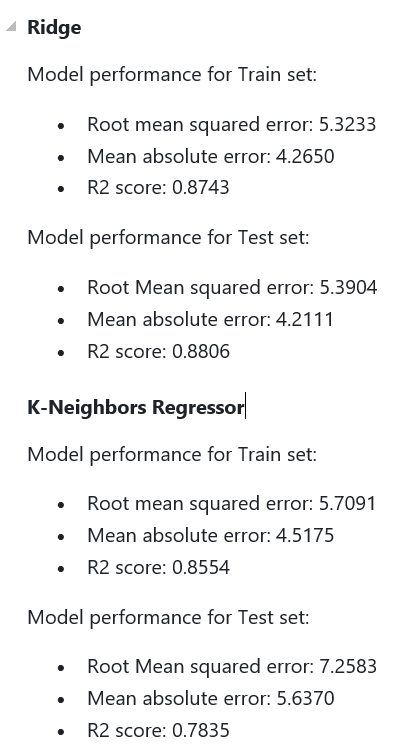 Ridge
Model performance for Train set:
• Root mean squared error: 5.3233
• Mean absolute error: 4.2650
• R2 score: 0.8743
Model performance for Test set:
• Root Mean squared error: 5.3904
• Mean absolute error: 4.2111
• R2 score: 0.8806
K-Neighbors Regressor
Model performance for Train set:
• Root mean squared error: 5.7091
• Mean absolute error: 4.5175
• R2 score: 0.8554
Model performance for Test set:
• Root Mean squared error: 7.2583
• Mean absolute error: 5.6370
• R2 score: 0.7835